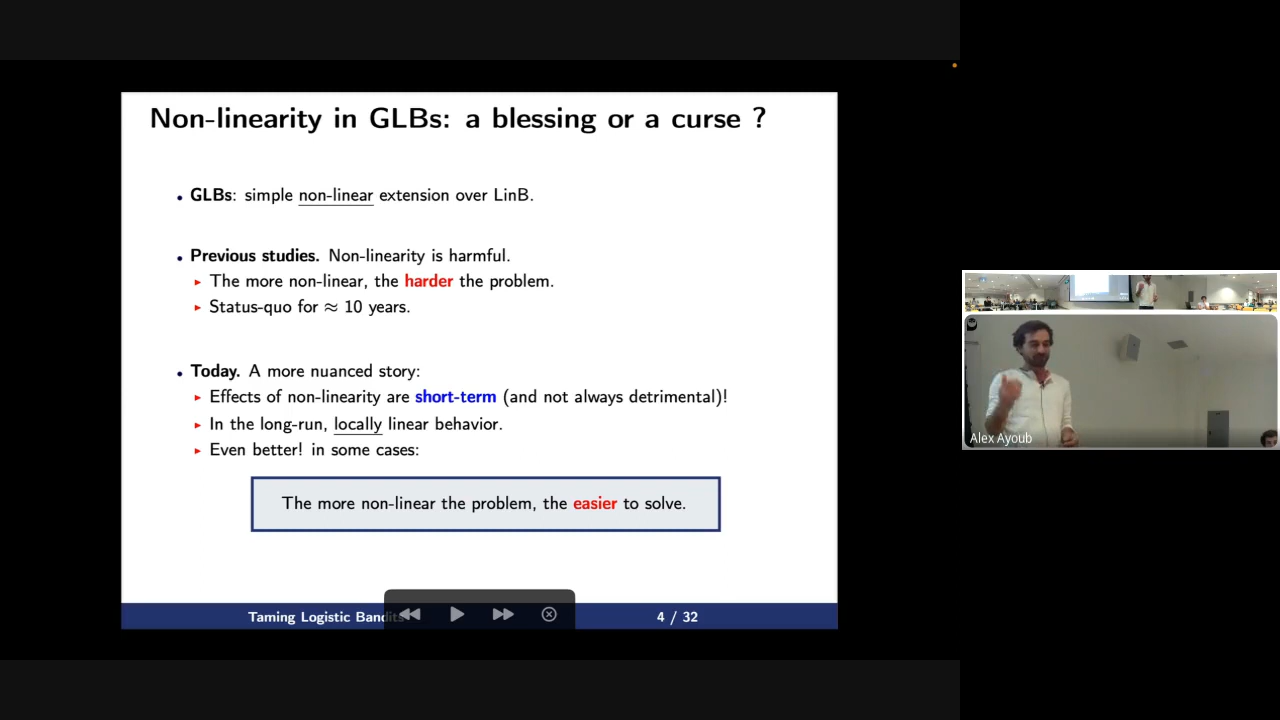 Non-linearity in GLBs: a blessing or a curse ?
• GLBs: simple non-linear extension over LinB.
• Previous studies. Non-linearity is harmful.
▸ The more non-linear, the harder the problem.
▸ Status-quo for ≈ 10 years.
• Today. A more nuanced story:
▸ Effects of non-linearity are short-term (and not always detrimental)!
▸ In the long-run, locally linear behavior.
▸ Even better! in some cases:
The more non-linear the problem, the easier to solve.
Taming Logistic Bandits
4 / 32
Alex Ayoub